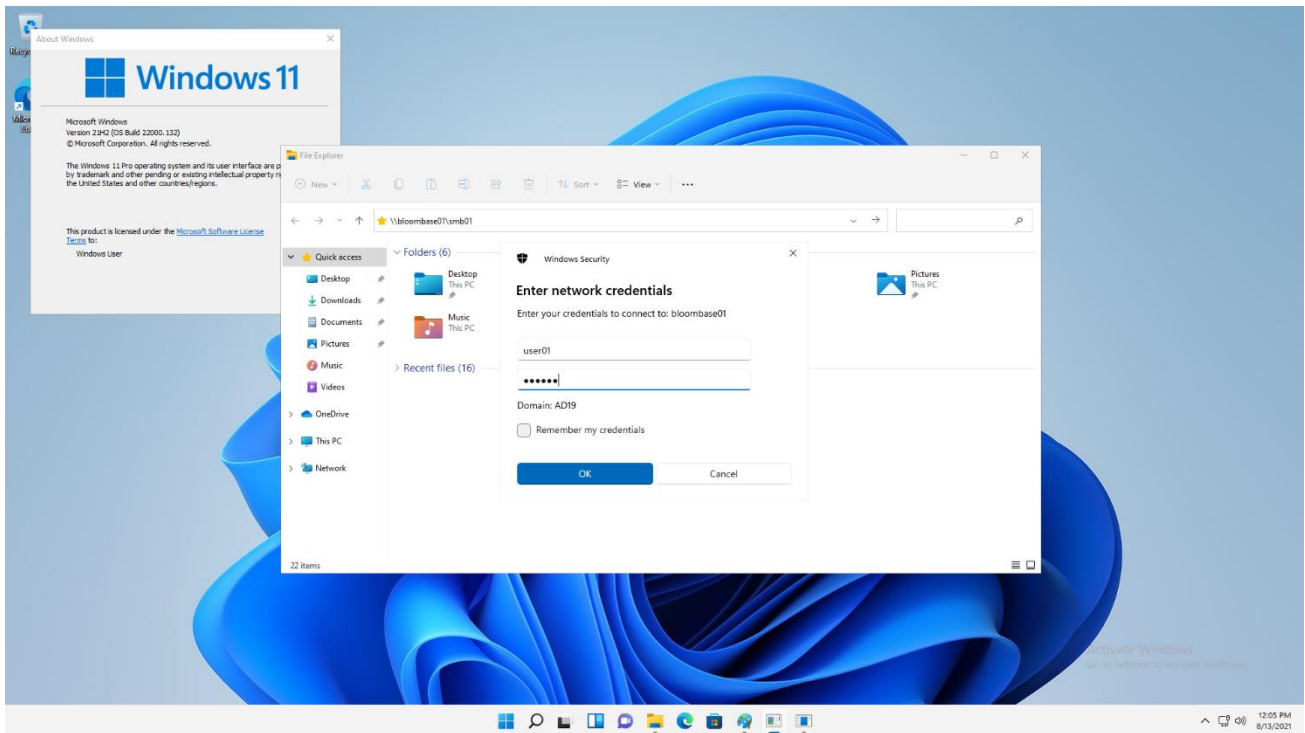 Recyc
Micr
Ed
About Windows
Windows 11
Microsoft Windows
Version 21H2 (OS Build 22000.132)
© Microsoft Corporation. All rights reserved.
The Windows 11 Pro operating system and its user interface are p
by trademark and other pending or existing intellectual property ri
the United States and other countries/regions.
This product is licensed under the Microsoft Software License
Terms to:
Windows User
File Explorer
New
Sort
View
\\bloombase01\smb01
Quick access
Desktop
Downloads
Documents
Pictures
Music
Videos
OneDrive
This PC
Network
Folders (6)
Desktop
This PC
Music
This PC
Pictures
This PC
Recent files (16)
22 items
Windows Security
Enter network credentials
Enter your credentials to connect to: bloombase01
user01
••••••
Domain: AD19
Remember my credentials
OK
Cancel
Activate Windows
Go to Settings to activate Windows.
12:05 PM
8/13/2021